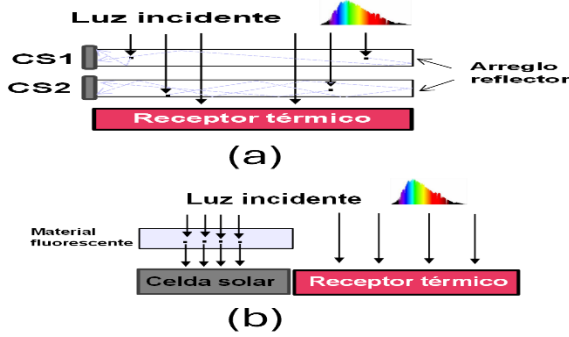 Luz incidente
CS1
Arreglo
reflector
CS2
Receptor térmico
(a)
Luz incidente
Material
fluorescente
Celda solar
Receptor térmico
(b)